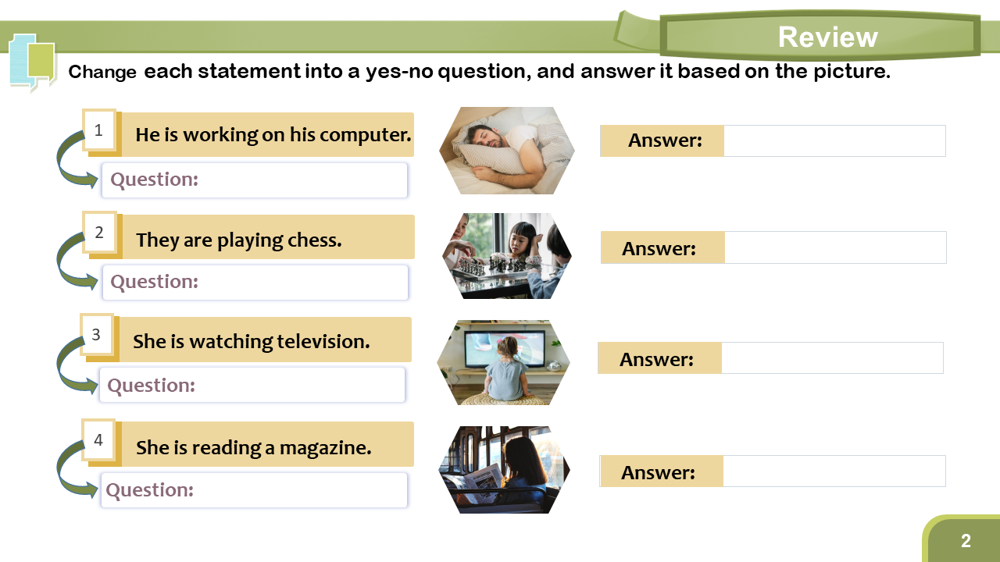 Review
Change each statement into a yes-no question, and answer it based on the picture.
1
He is working on his computer.
Question:
Answer:
2
They are playing chess.
Question:
Answer:
3
She is watching television.
Question:
Answer:
4
She is reading a magazine.
Question:
Answer:
2